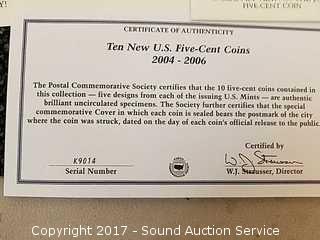 FIVE-CENT COIN
CERTIFICATE OF AUTHENTICITY
Ten New U.S. Five-Cent Coins
2004 - 2006
The Postal Commemorative Society certifies that the 10 five-cent coins contained in
this collection — five designs from each of the issuing U.S. Mints — are authentic
brilliant uncirculated specimens. The Society further certifies that the special
commemorative Cover in which each coin is sealed bears the postmark of the city
where the coin was struck, dated on the day of each coin's official release to the public.
Certified by
K9014
Serial Number
W.J. Strausser, Director
Copyright 2017 - Sound Auction Service